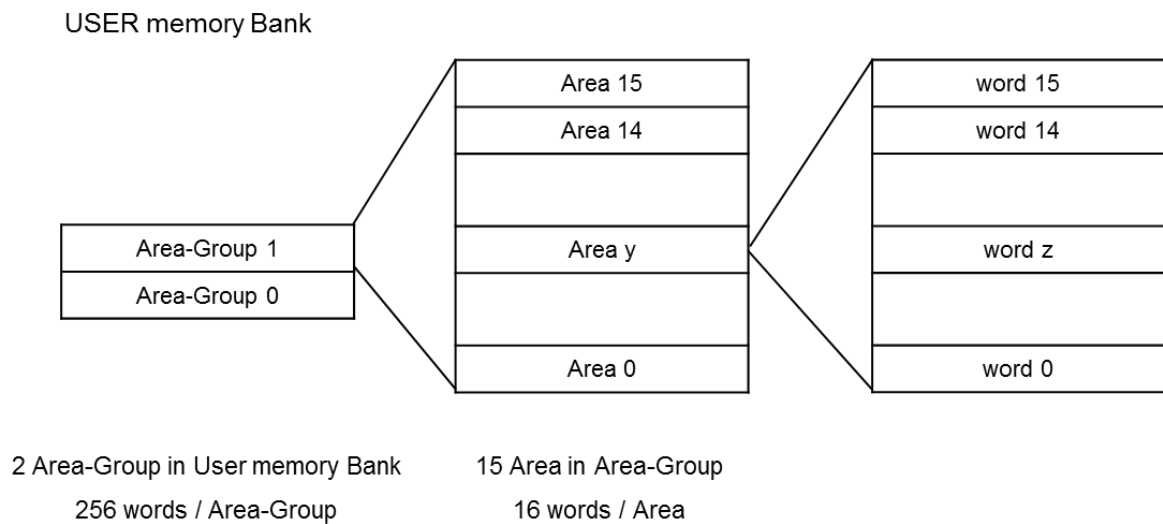 USER memory Bank
Area-Group 1
Area-Group 0
Area 15
Area 14
Area y
Area 0
word 15
word 14
word z
word 0
2 Area-Group in User memory Bank
256 words / Area-Group
15 Area in Area-Group
16 words / Area